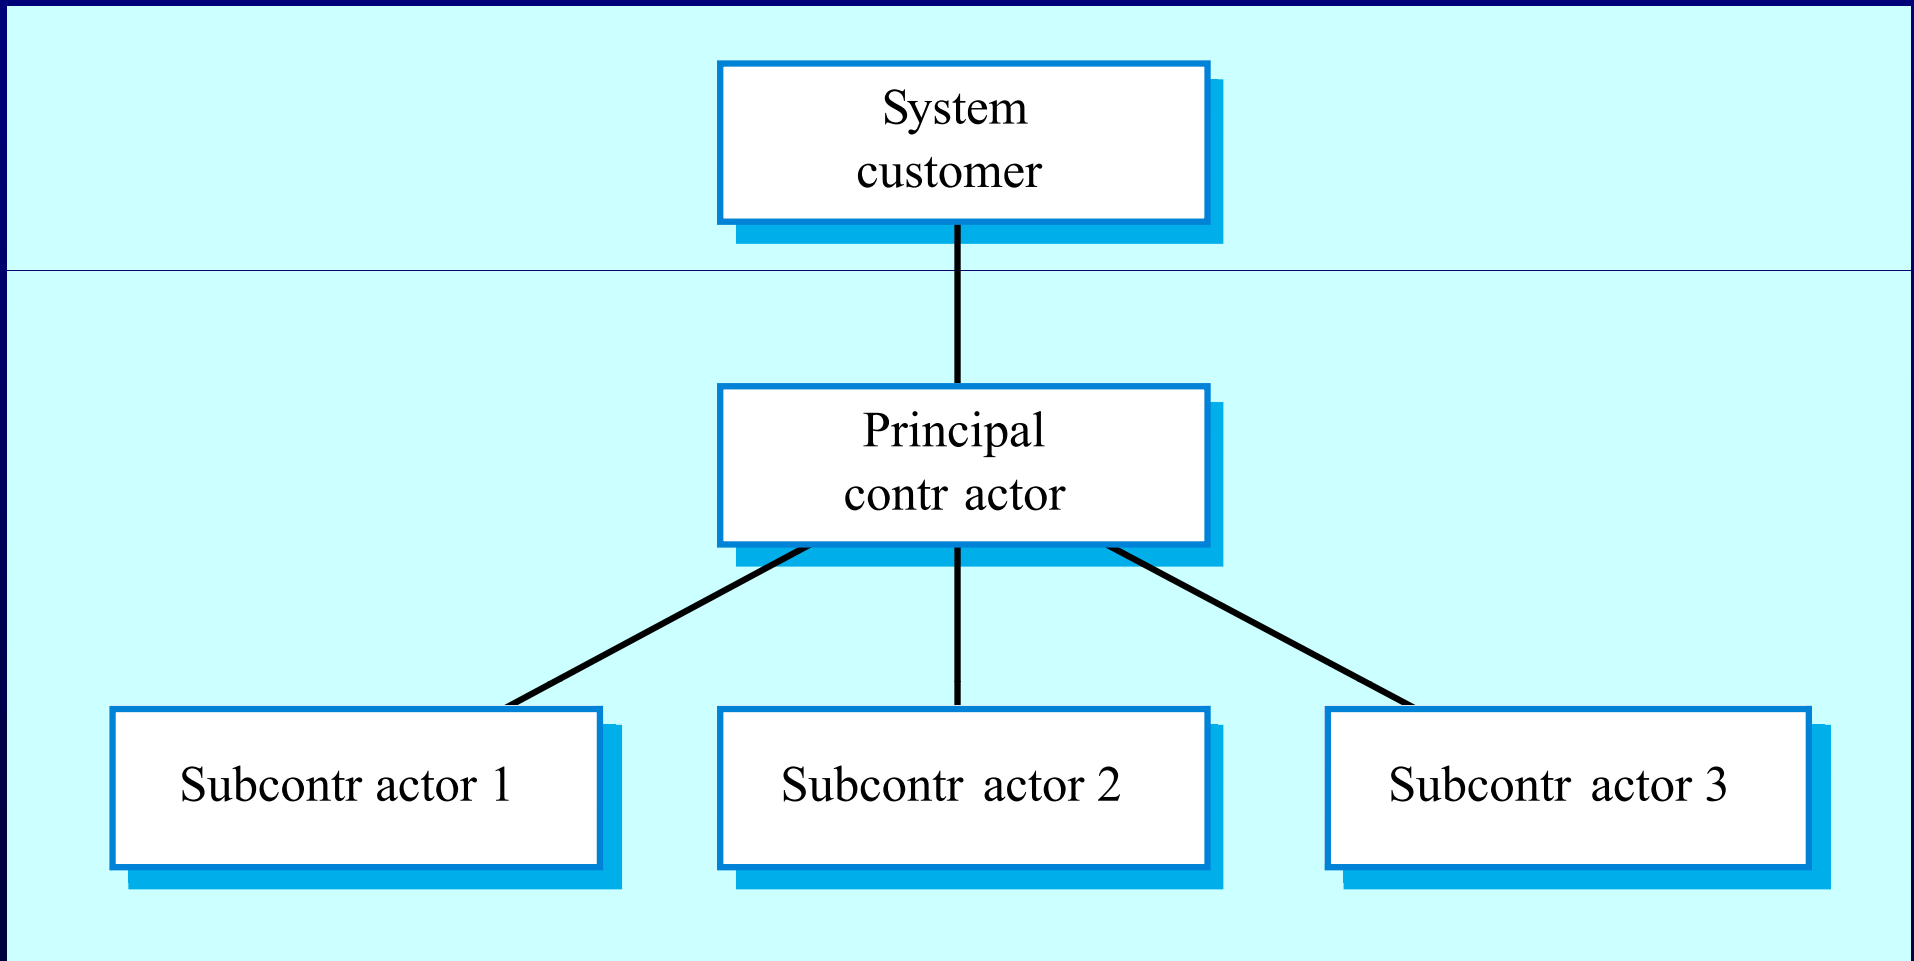 System
customer
Principal
contr actor
Subcontr actor 1
Subcontr actor 2
Subcontr actor 3